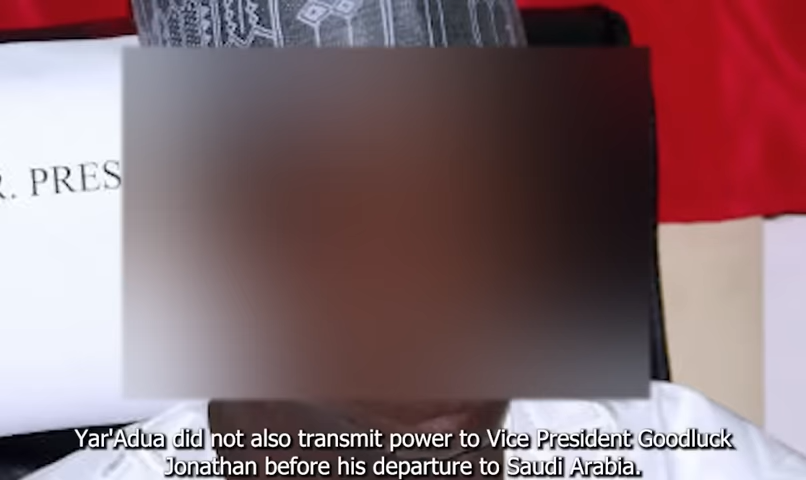 R. PRES
Yar'Adua did not also transmit power to Vice President Goodluck
Jonathan before his departure to Saudi Arabia.